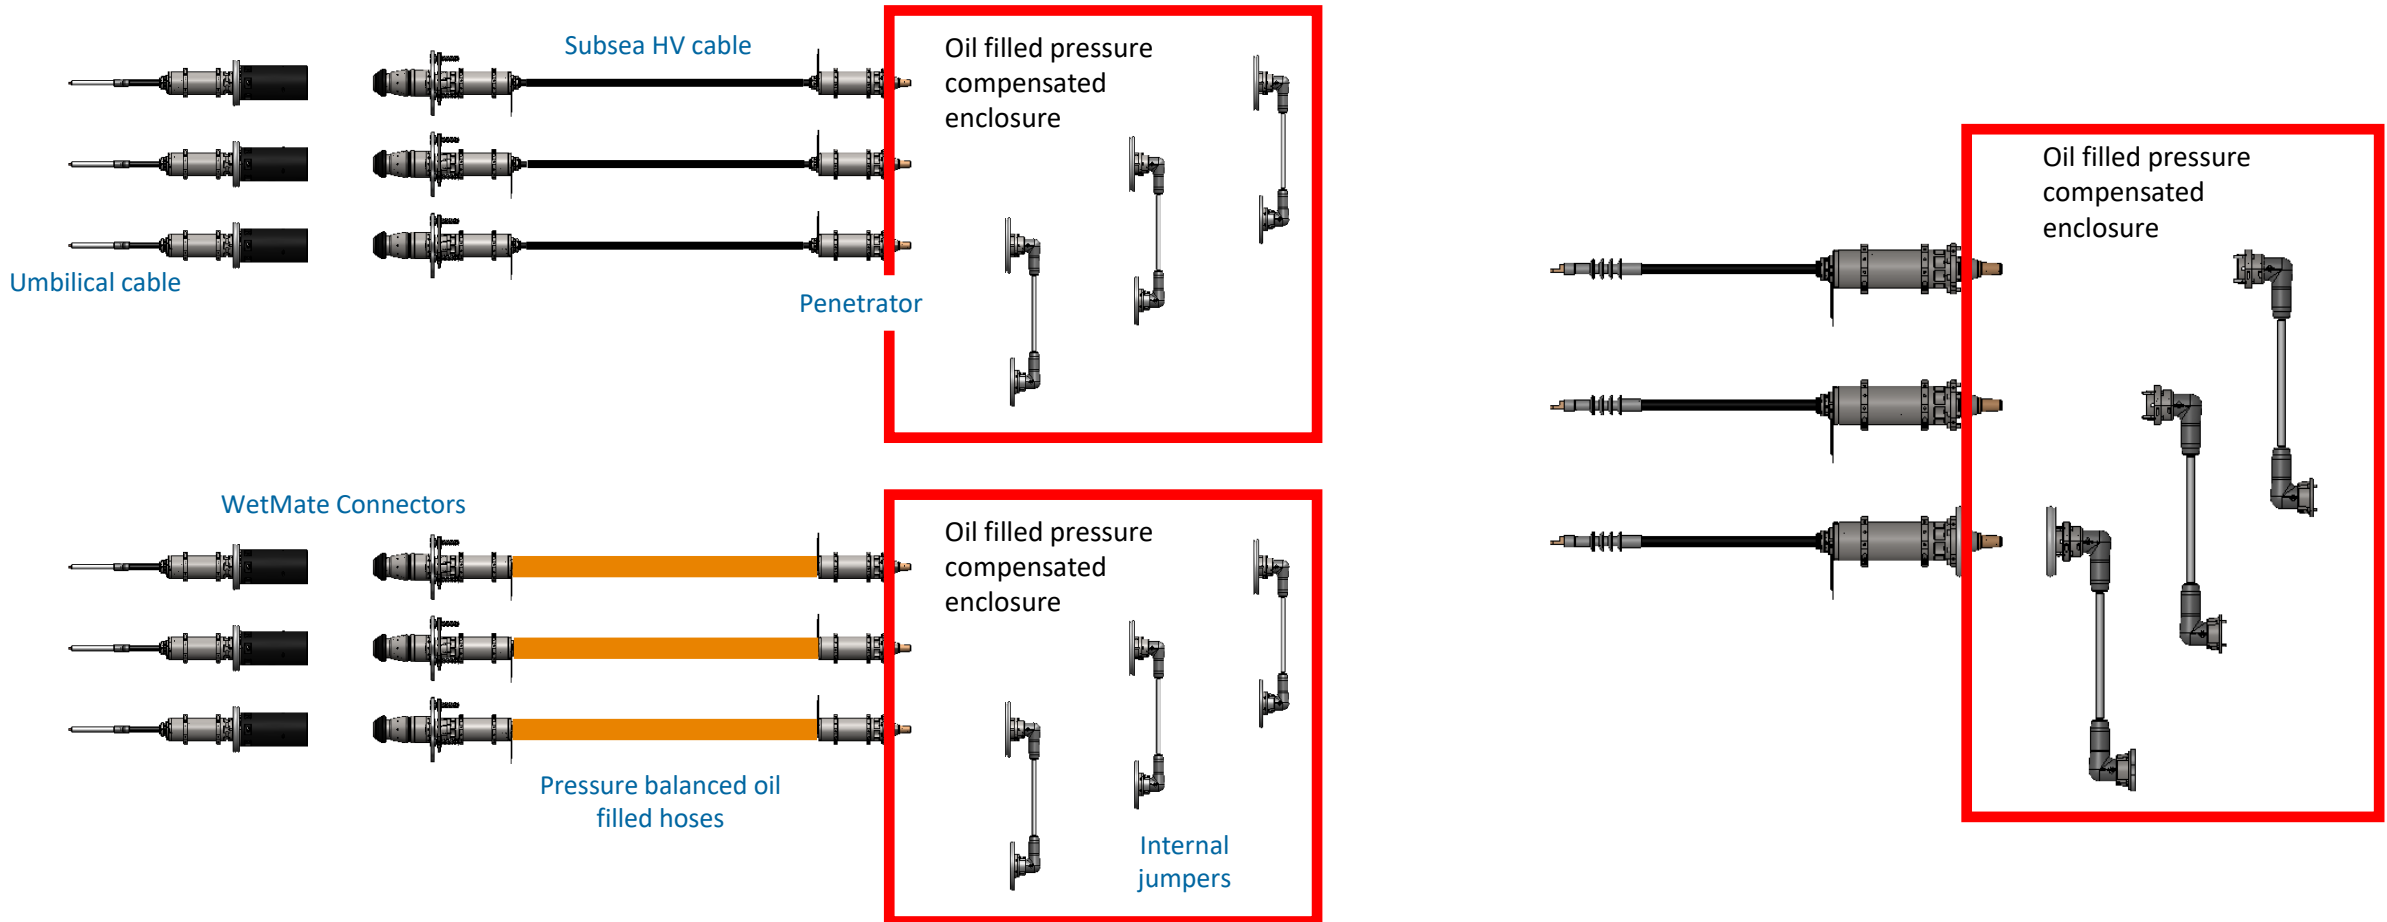 Subsea HV cable
Oil filled pressure
compensated
enclosure
Umbilical cable
Penetrator
WetMate Connectors
Oil filled pressure
compensated
enclosure
Pressure balanced oil
filled hoses
Internal
jumpers
Oil filled pressure
compensated
enclosure